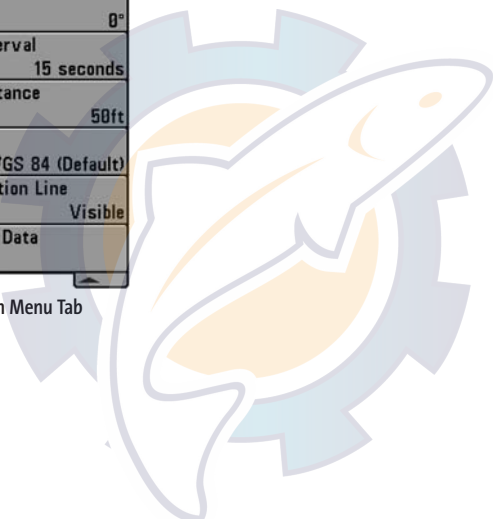 0°
erval
15 seconds
tance
50ft
GS 84 (Default)
tion Line
Visible
Data
n Menu Tab